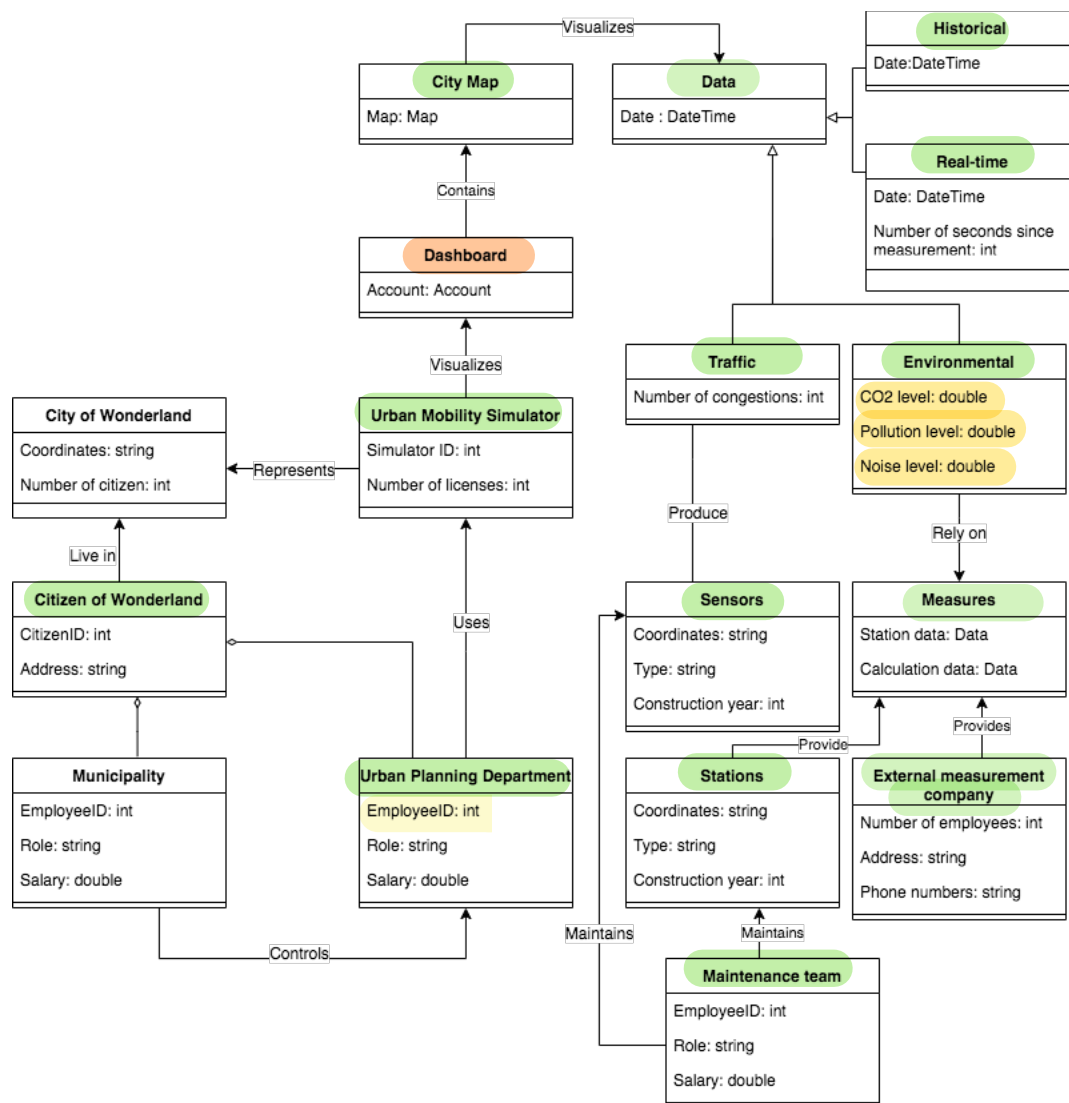 Visualizes
Historical
Date:DateTime
City Map
Map: Map
Data
Date : DateTime
Real-time
Date: DateTime
Number of seconds since
measurement: int
Contains
Dashboard
Account: Account
Visualizes
Traffic
Number of congestions: int
Environmental
CO2 level: double
Pollution level: double
Noise level: double
City of Wonderland
Coordinates: string
Number of citizen: int
Represents
Urban Mobility Simulator
Simulator ID: int
Number of licenses: int
Produce
Rely on
Live in
Citizen of Wonderland
CitizenID: int
Address: string
Uses
Sensors
Coordinates: string
Type: string
Construction year: int
Measures
Station data: Data
Calculation data: Data
Provide
Provides
Municipality
EmployeeID: int
Role: string
Salary: double
Urban Planning Department
EmployeeID: int
Role: string
Salary: double
Stations
Coordinates: string
Type: string
Construction year: int
External measurement
company
Number of employees: int
Address: string
Phone numbers: string
Controls
Maintains
Maintains
Maintenance team
EmployeeID: int
Role: string
Salary: double